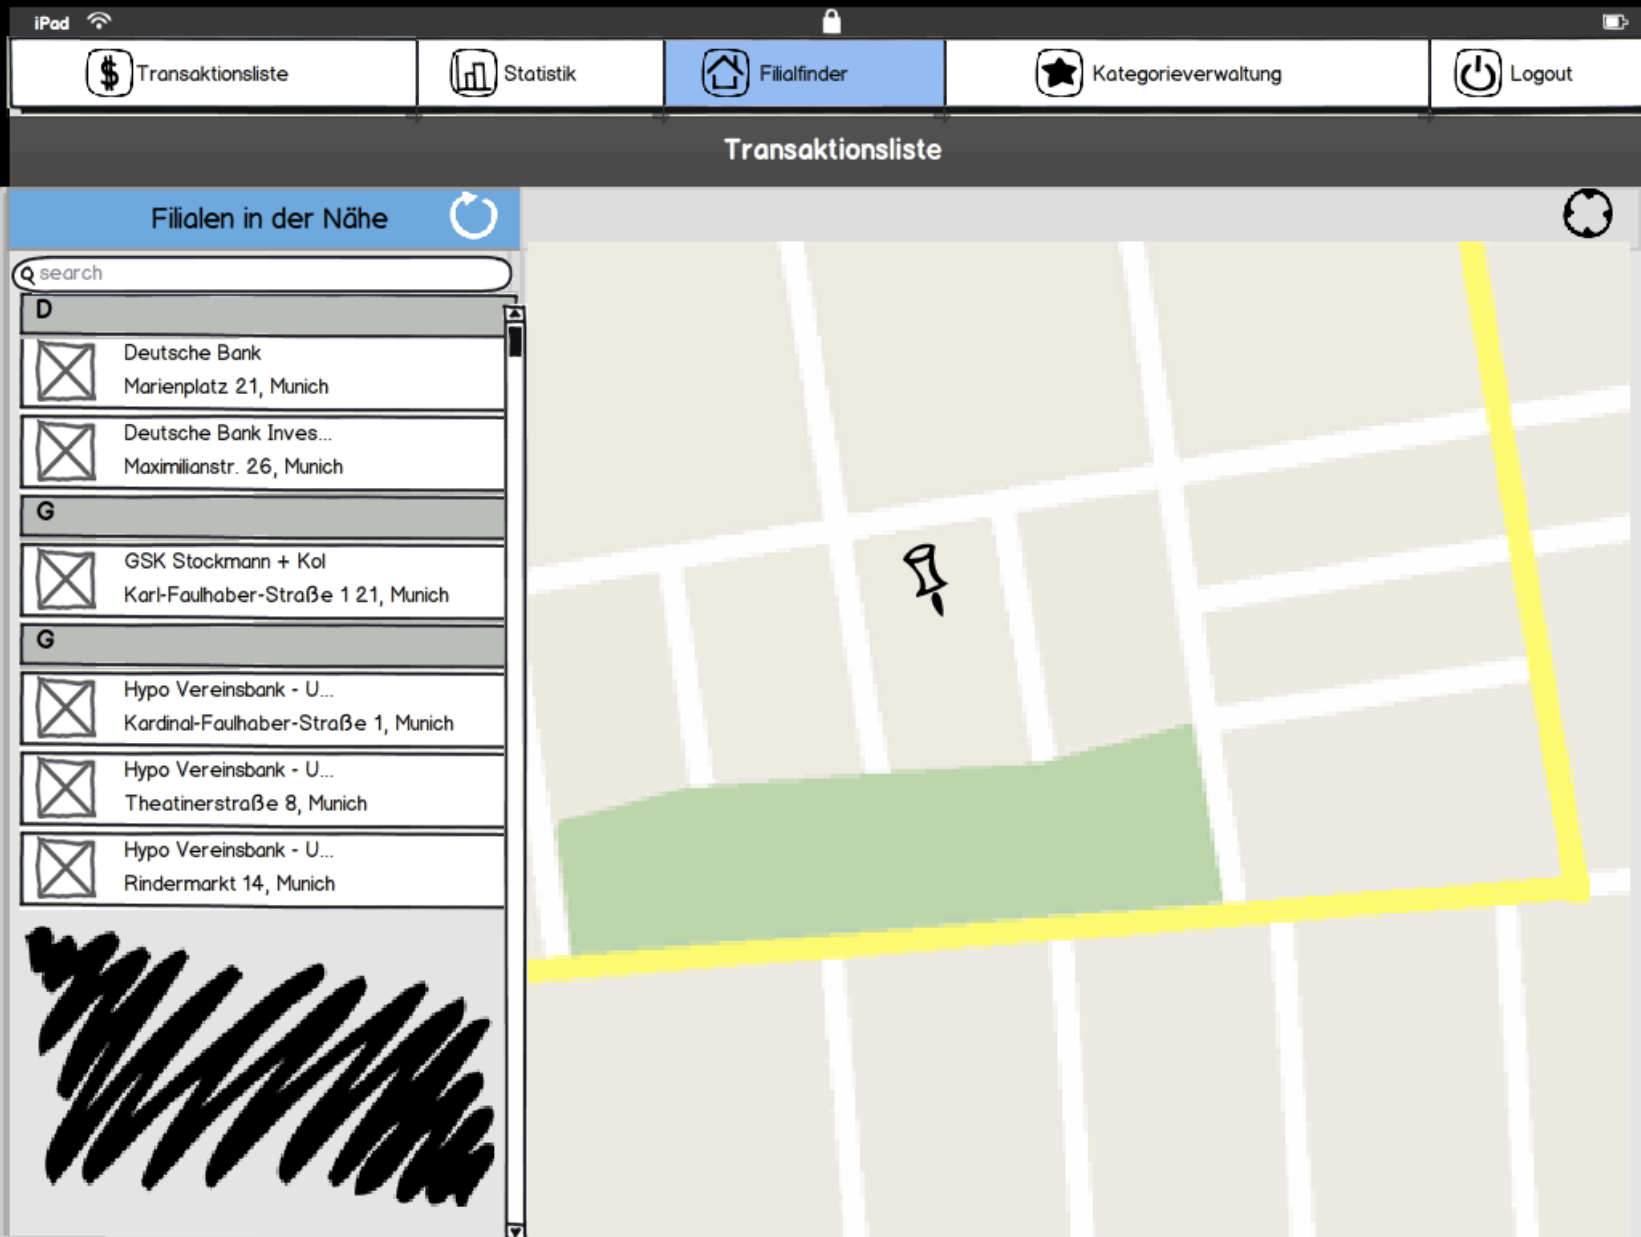 iPad
Transaktionsliste
Statistik
Filialfinder
Kategorieverwaltung
Logout
Transaktionsliste
Filialen in der Nähe
search
D
Deutsche Bank
Marienplatz 21, Munich
Deutsche Bank Inves...
Maximilianstr. 26, Munich
G
GSK Stockmann + Kol
Karl-Faulhaber-Straße 1 21, Munich
G
Hypo Vereinsbank - U...
Kardinal-Faulhaber-Straße 1, Munich
Hypo Vereinsbank - U...
Theatinerstraße 8, Munich
Hypo Vereinsbank - U...
Rindermarkt 14, Munich